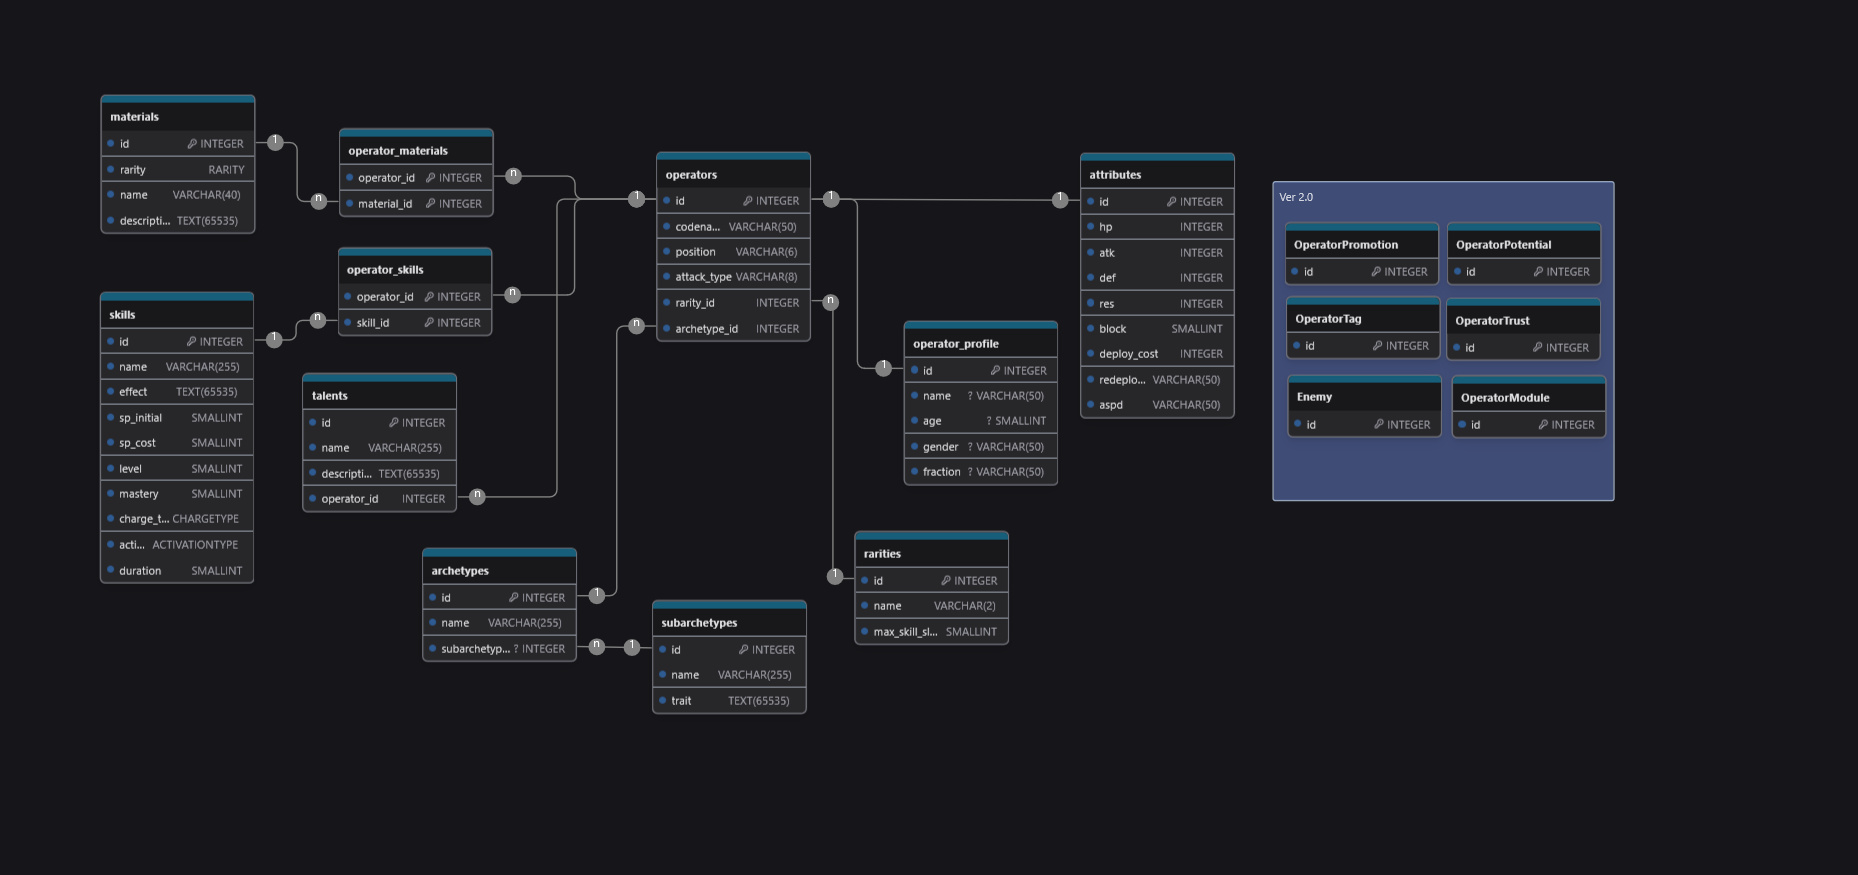 materials
id INTEGER
rarity RARITY
name VARCHAR(40)
descripti... TEXT(65535)
operator_materials
operator_id INTEGER
material_id INTEGER
operator_skills
operator_id INTEGER
skill_id INTEGER
skills
id INTEGER
name VARCHAR(255)
effect TEXT(65535)
sp_initial SMALLINT
sp_cost SMALLINT
level SMALLINT
mastery SMALLINT
charge_t... CHARGETYPE
acti... ACTIVATIONTYPE
duration SMALLINT
talents
id INTEGER
name VARCHAR(255)
descripti... TEXT(65535)
operator_id INTEGER
archetypes
id INTEGER
name VARCHAR(255)
subarchetyp... ? INTEGER
subarchetypes
id INTEGER
name VARCHAR(255)
trait TEXT(65535)
operators
id INTEGER
codena... VARCHAR(50)
position VARCHAR(6)
attack_type VARCHAR(8)
rarity_id INTEGER
archetype_id INTEGER
operator_profile
id INTEGER
name ? VARCHAR(50)
age ? SMALLINT
gender ? VARCHAR(50)
fraction ? VARCHAR(50)
rarities
id INTEGER
name VARCHAR(2)
max_skill_sl... SMALLINT
attributes
id INTEGER
hp INTEGER
atk INTEGER
def INTEGER
res INTEGER
block SMALLINT
deploy_cost INTEGER
redeplo... VARCHAR(50)
aspd VARCHAR(50)
Ver 2.0
OperatorPromotion
id INTEGER
OperatorPotential
id INTEGER
OperatorTag
id INTEGER
OperatorTrust
id INTEGER
Enemy
id INTEGER
OperatorModule
id INTEGER
1
n
n
1
n
n
1
n
1
n
1
n
1
1
n
1
1
n
1